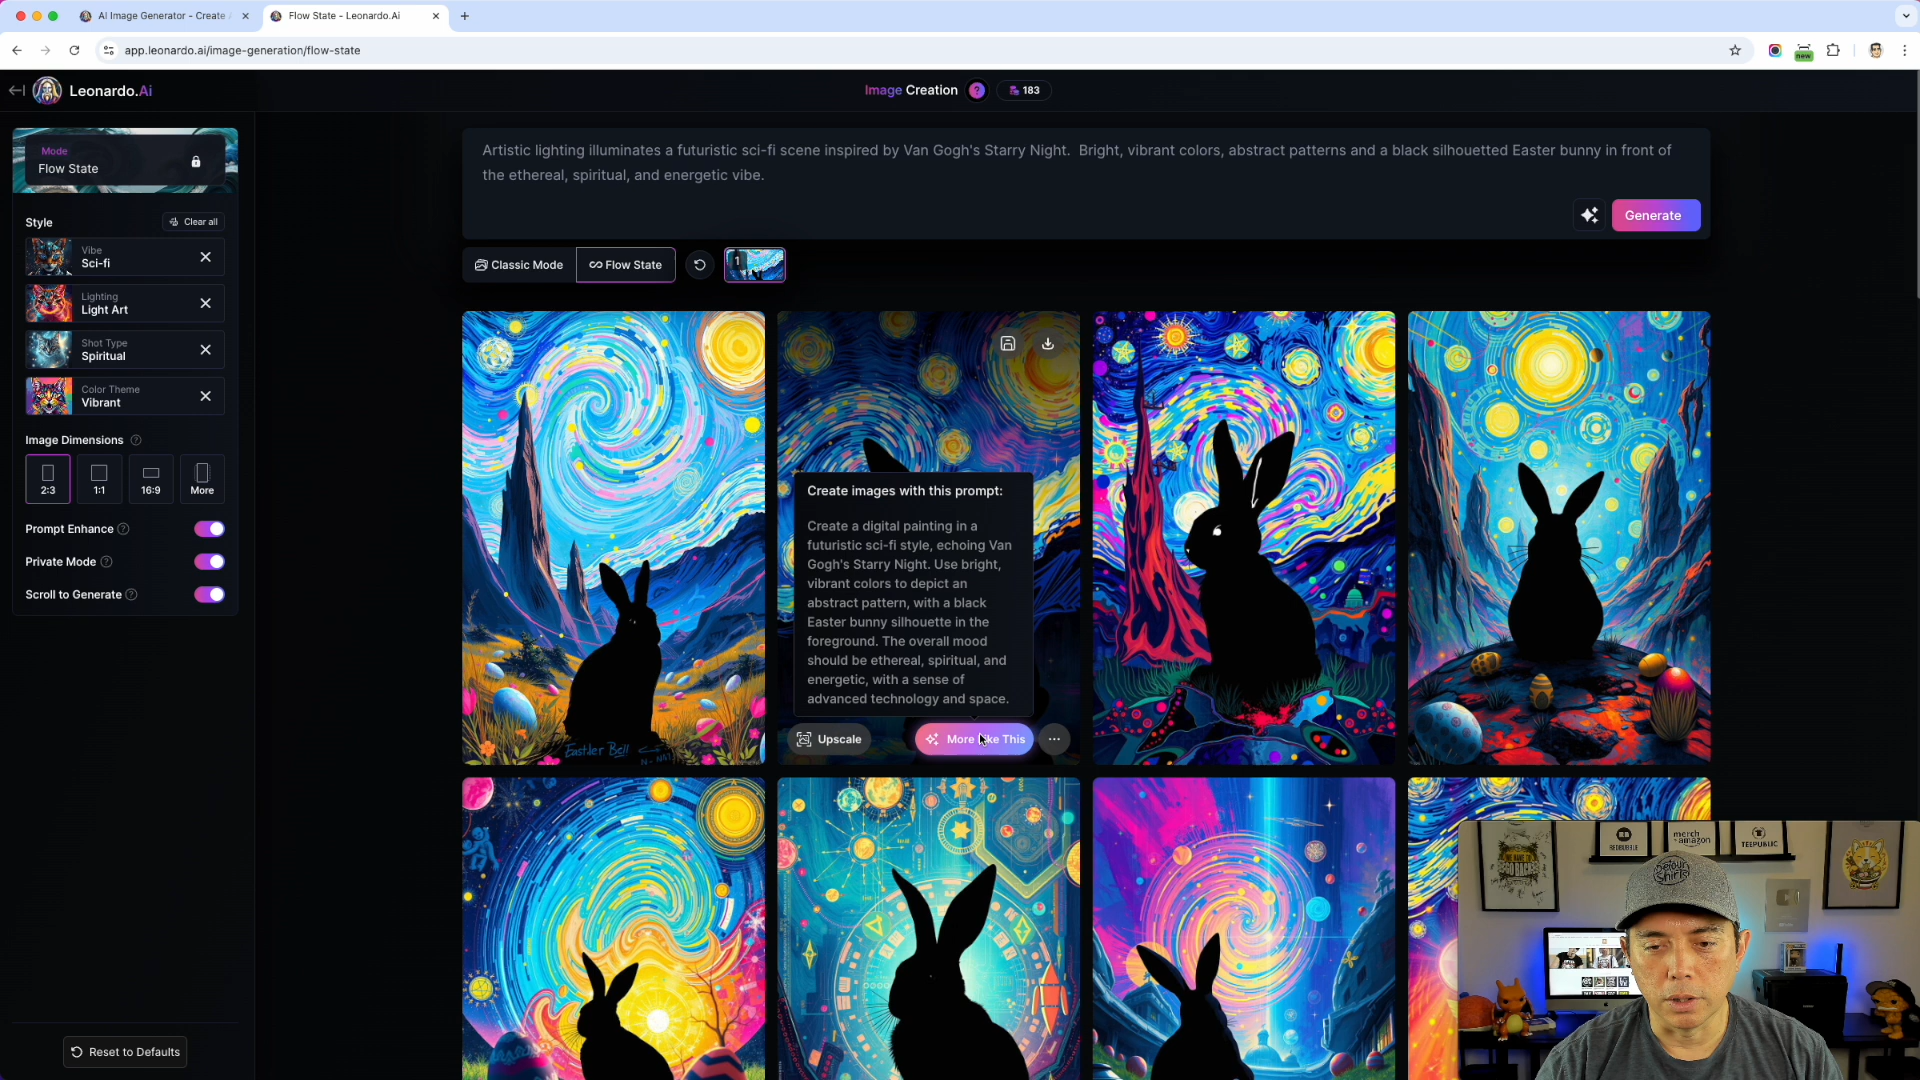 AI Image Generator - Create
Flow State - Leonardo.Ai
app.leonardo.ai/image-generation/flow-state
new
Leonardo.Ai
Image Creation
?
183
Mode
Flow State
Style
Clear all
Vibe
Sci-fi
Lighting
Light Art
Shot Type
Spiritual
Color Theme
Vibrant
Image Dimensions
2:3
1:1
16:9
More
Prompt Enhance
Private Mode
Scroll to Generate
Reset to Defaults
Artistic lighting illuminates a futuristic sci-fi scene inspired by Van Gogh's Starry Night.  Bright, vibrant colors, abstract patterns and a black silhouetted Easter bunny in front of
the ethereal, spiritual, and energetic vibe.
Generate
Classic Mode
Flow State
1
Create images with this prompt:
Create a digital painting in a
futuristic sci-fi style, echoing Van
Gogh's Starry Night. Use bright,
vibrant colors to depict an
abstract pattern, with a black
Easter bunny silhouette in the
foreground. The overall mood
should be ethereal, spiritual, and
energetic, with a sense of
advanced technology and space.
Upscale
More Like This
REDBUBBLE
merch
amazon
TEEPUBLIC
Shirts